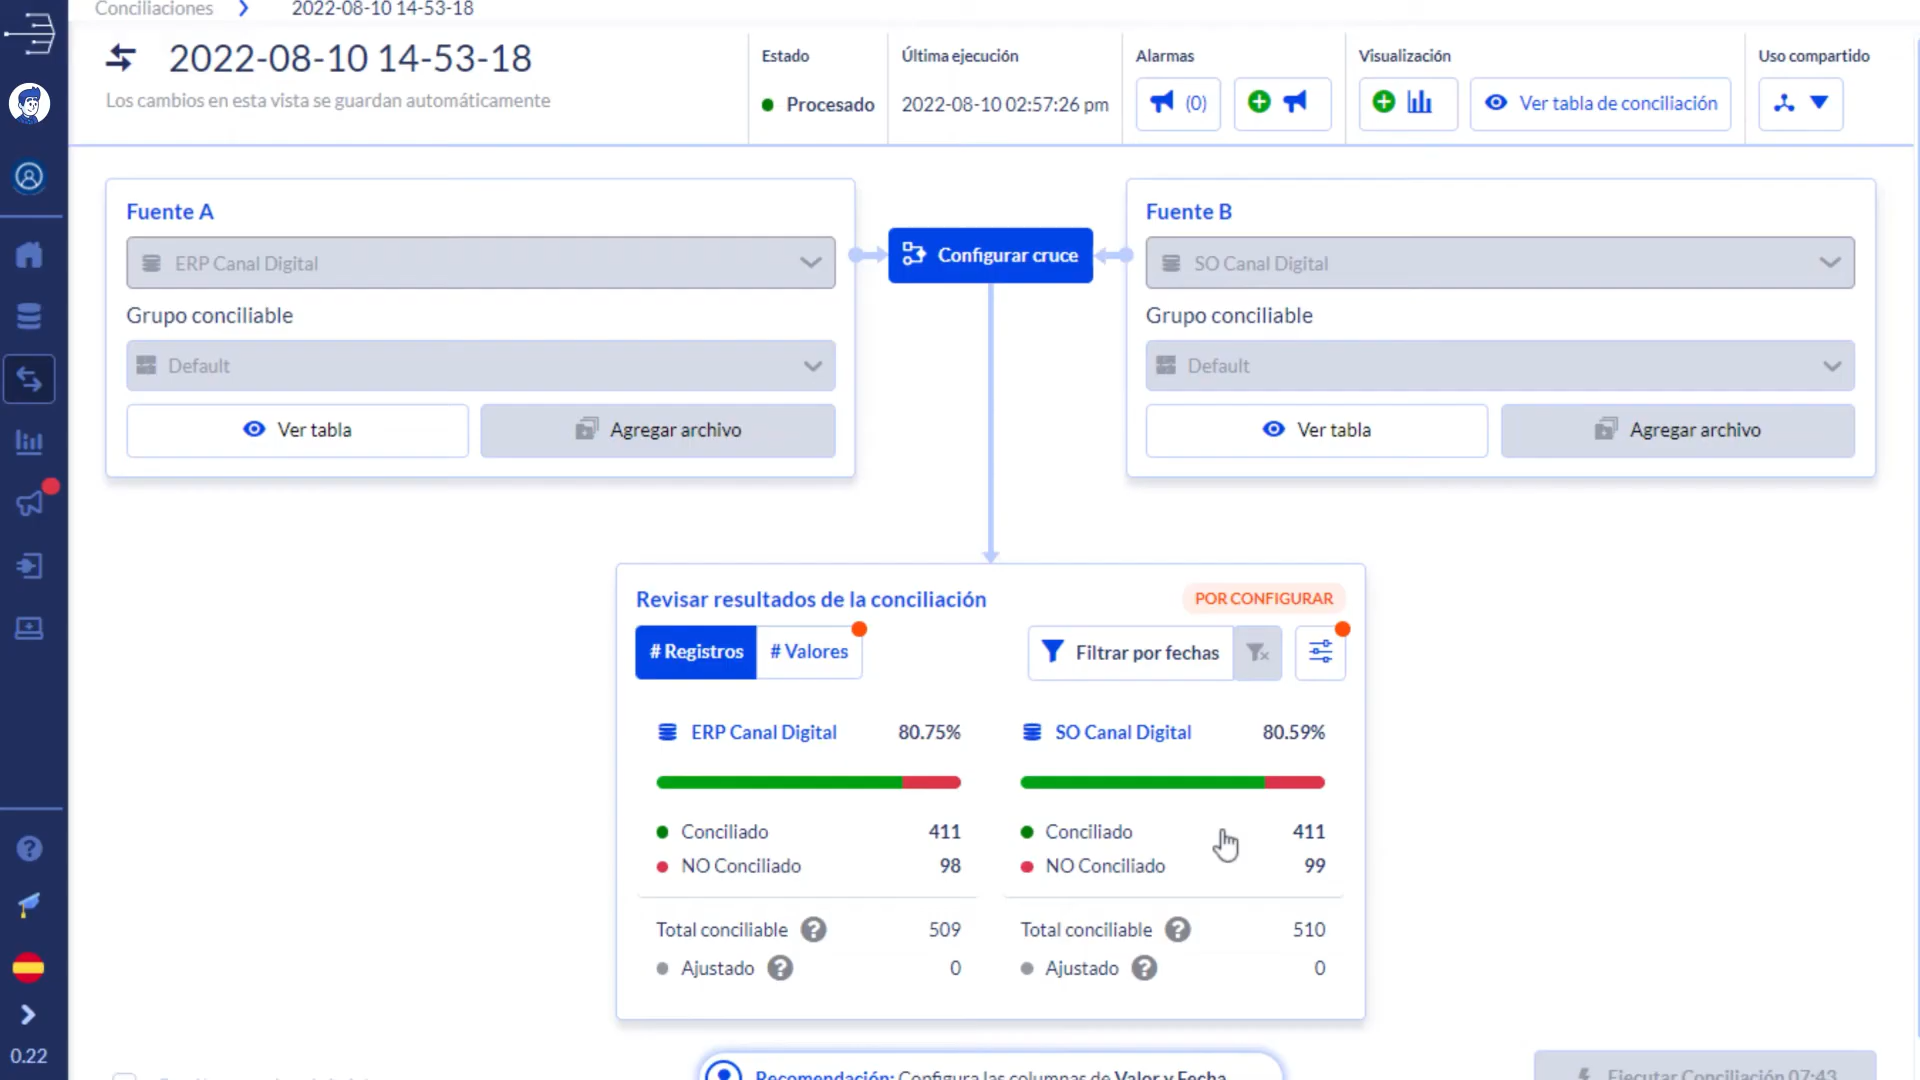 Conciliaciones > 2022-08-10 14-53-18
2022-08-10 14-53-18
Los cambios en esta vista se guardan automáticamente
Estado
Procesado
Última ejecución
2022-08-10 02:57:26 pm
Alarmas
(0)
Visualización
Ver tabla de conciliación
Uso compartido
Fuente A
ERP Canal Digital
Grupo conciliable
Default
Ver tabla
Agregar archivo
Configurar cruce
Fuente B
SO Canal Digital
Grupo conciliable
Default
Ver tabla
Agregar archivo
Revisar resultados de la conciliación
POR CONFIGURAR
# Registros
# Valores
Filtrar por fechas
ERP Canal Digital 80.75%
Conciliado 411
NO Conciliado 98
Total conciliable ? 509
Ajustado ? 0
SO Canal Digital 80.59%
Conciliado 411
NO Conciliado 99
Total conciliable ? 510
Ajustado ? 0
Recomendación: Configura las columnas de Valor y Fecha
Ejecutar Conciliación 07:43
?
0.22